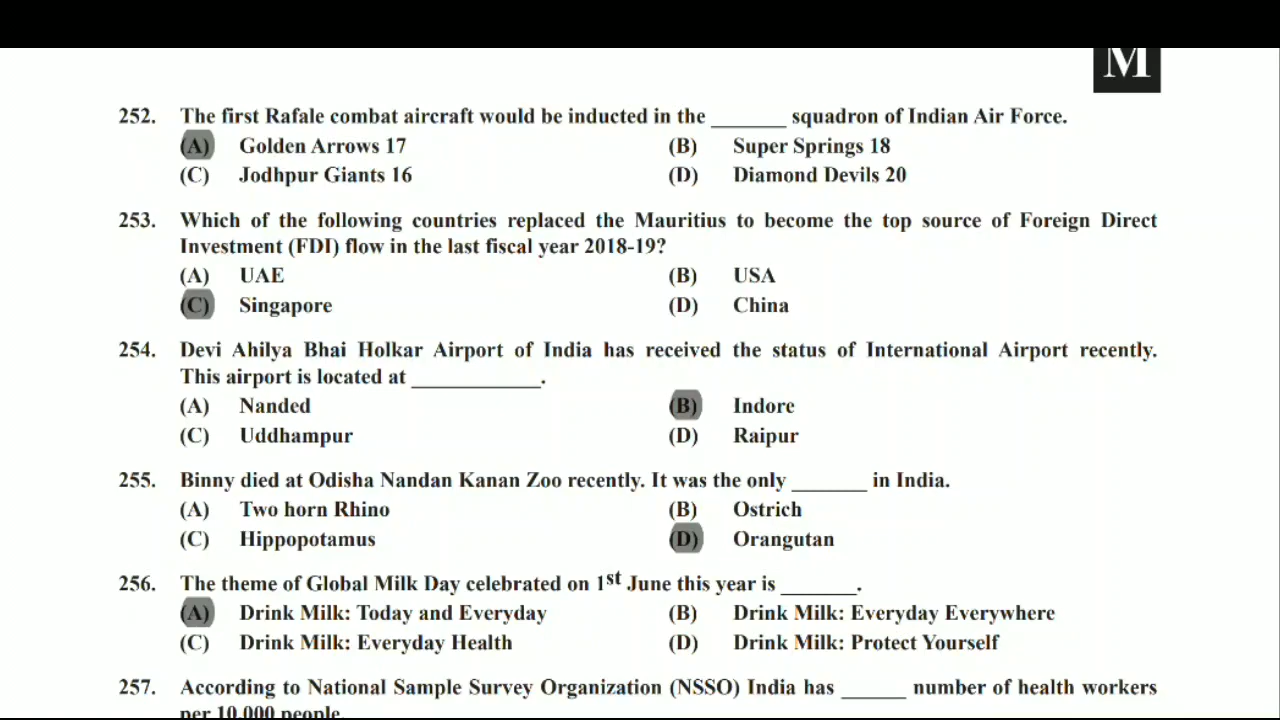 M
252. The first Rafale combat aircraft would be inducted in the _______ squadron of Indian Air Force.
(A) Golden Arrows 17 (B) Super Springs 18
(C) Jodhpur Giants 16 (D) Diamond Devils 20
253. Which of the following countries replaced the Mauritius to become the top source of Foreign Direct
Investment (FDI) flow in the last fiscal year 2018-19?
(A) UAE (B) USA
(C) Singapore (D) China
254. Devi Ahilya Bhai Holkar Airport of India has received the status of International Airport recently.
This airport is located at ____________.
(A) Nanded (B) Indore
(C) Uddhampur (D) Raipur
255. Binny died at Odisha Nandan Kanan Zoo recently. It was the only _______ in India.
(A) Two horn Rhino (B) Ostrich
(C) Hippopotamus (D) Orangutan
256. The theme of Global Milk Day celebrated on 1st June this year is _______.
(A) Drink Milk: Today and Everyday (B) Drink Milk: Everyday Everywhere
(C) Drink Milk: Everyday Health (D) Drink Milk: Protect Yourself
257. According to National Sample Survey Organization (NSSO) India has ______ number of health workers
per 10,000 people.